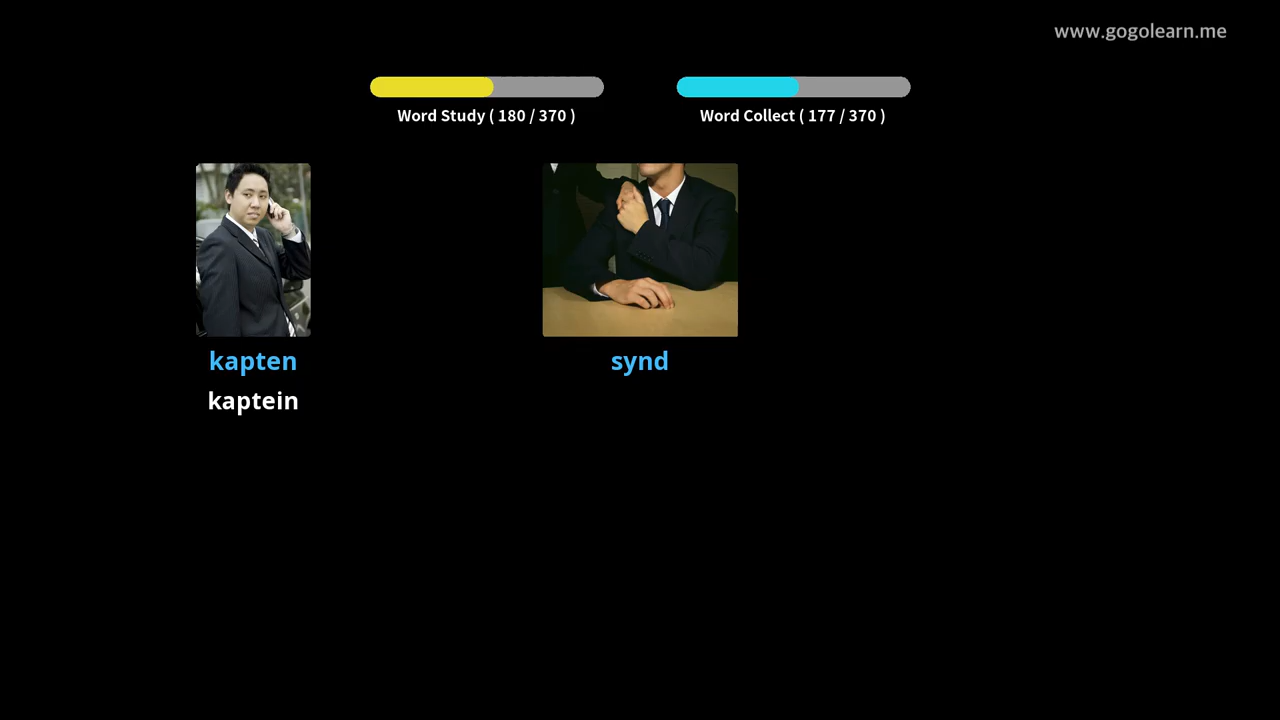 www.gogolearn.me
Word Study ( 180 / 370 )
Word Collect ( 177 / 370 )
kapten
synd
kaptein